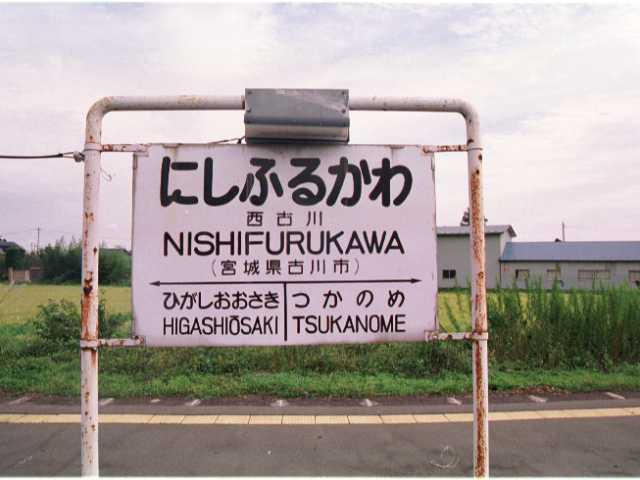 にしふるかわ
西古川
NISHIFURUKAWA
(宮城県古川市)
ひがしおおさき つかのめ
HIGASHIŌSAKI TSUKANOME